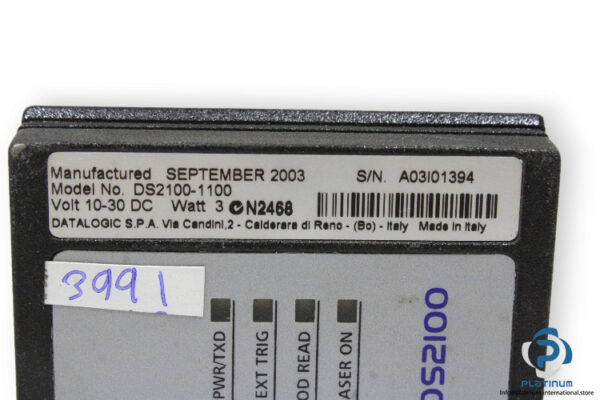 Manufactured SEPTEMBER 2003 S/N. A03I01394
Model No. DS2100-1100
Volt 10-30 DC Watt 3 N2468
DATALOGIC S.P.A. Via Candini,2 - Calderara di Reno - (Bo) - Italy Made in Italy
3991
PWR/TXD
EXT TRIG
OD READ
ASER ON
DS2100
PLATINUM
Platinuminternational.store